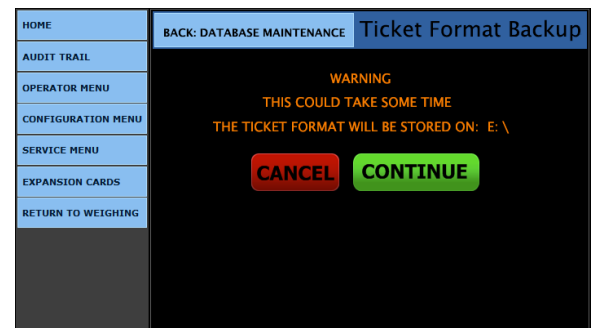 HOME
AUDIT TRAIL
OPERATOR MENU
CONFIGURATION MENU
SERVICE MENU
EXPANSION CARDS
RETURN TO WEIGHING
BACK: DATABASE MAINTENANCE
Ticket Format Backup
WARNING
THIS COULD TAKE SOME TIME
THE TICKET FORMAT WILL BE STORED ON: E: \
CANCEL
CONTINUE